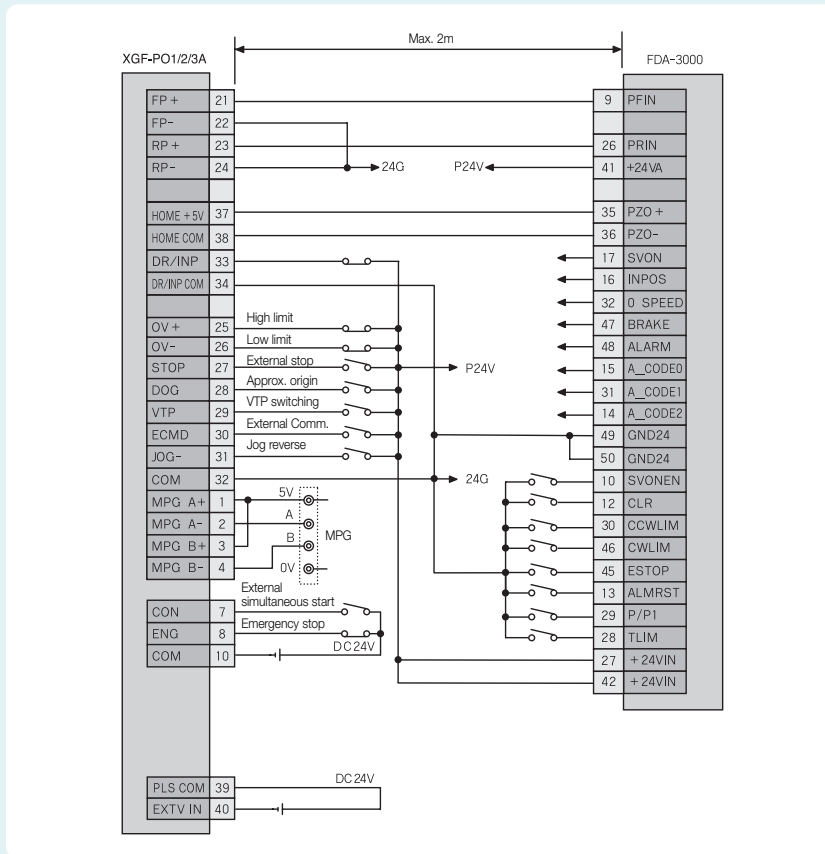 Max. 2m
XGF-PO1/2/3A
FDA-3000
FP + 21
FP- 22
RP + 23
RP- 24
24G
P24V
9 PFIN
26 PRIN
41 +24VA
HOME +5V 37
HOME COM 38
DR/INP 33
DR/INP COM 34
35 PZO +
36 PZO-
17 SVON
16 INPOS
32 0 SPEED
47 BRAKE
48 ALARM
15 A_CODE0
31 A_CODE1
14 A_CODE2
49 GND24
50 GND24
10 SVONEN
12 CLR
30 CCWLIM
46 CWLIM
45 ESTOP
13 ALMRST
29 P/P1
28 TLIM
27 +24VIN
42 +24VIN
OV + 25 High limit
OV- 26 Low limit
STOP 27 External stop
P24V
DOG 28 Approx. origin
VTP 29 VTP switching
ECMD 30 External Comm.
JOG- 31 Jog reverse
COM 32
24G
MPG A+ 1 5V
MPG A- 2 A
MPG B+ 3 B
MPG B- 4 0V
MPG
External
simultaneous start
CON 7
ENG 8 Emergency stop
COM 10 DC24V
PLS COM 39 DC24V
EXTV IN 40